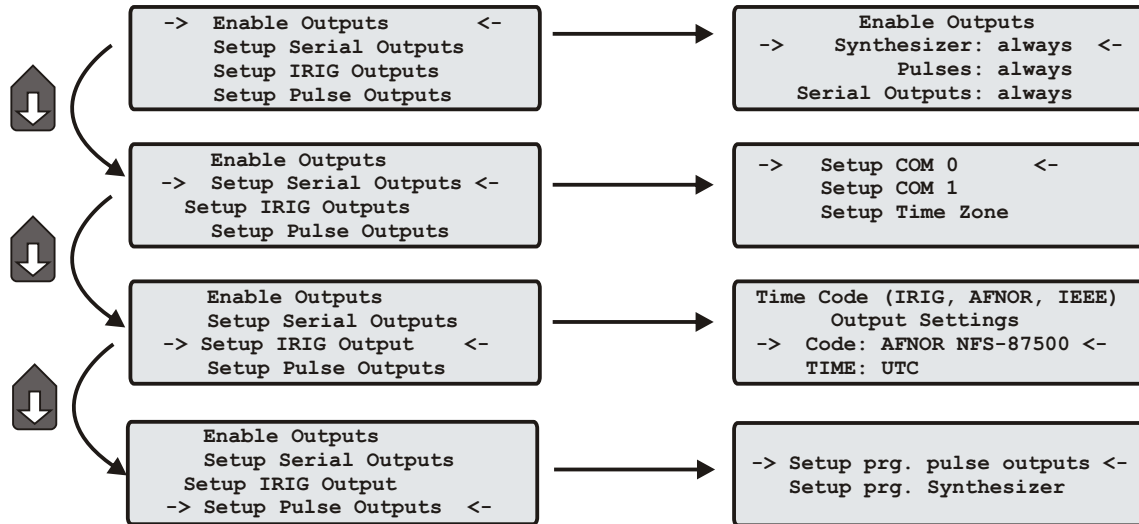 -> Enable Outputs <-
Setup Serial Outputs
Setup IRIG Outputs
Setup Pulse Outputs
Enable Outputs
-> Synthesizer: always <-
Pulses: always
Serial Outputs: always
Enable Outputs
-> Setup Serial Outputs <-
Setup IRIG Outputs
Setup Pulse Outputs
-> Setup COM 0 <-
Setup COM 1
Setup Time Zone
Enable Outputs
Setup Serial Outputs
-> Setup IRIG Output <-
Setup Pulse Outputs
Time Code (IRIG, AFNOR, IEEE)
Output Settings
-> Code: AFNOR NFS-87500 <-
TIME: UTC
Enable Outputs
Setup Serial Outputs
Setup IRIG Output
-> Setup Pulse Outputs <-
-> Setup prg. pulse outputs <-
Setup prg. Synthesizer